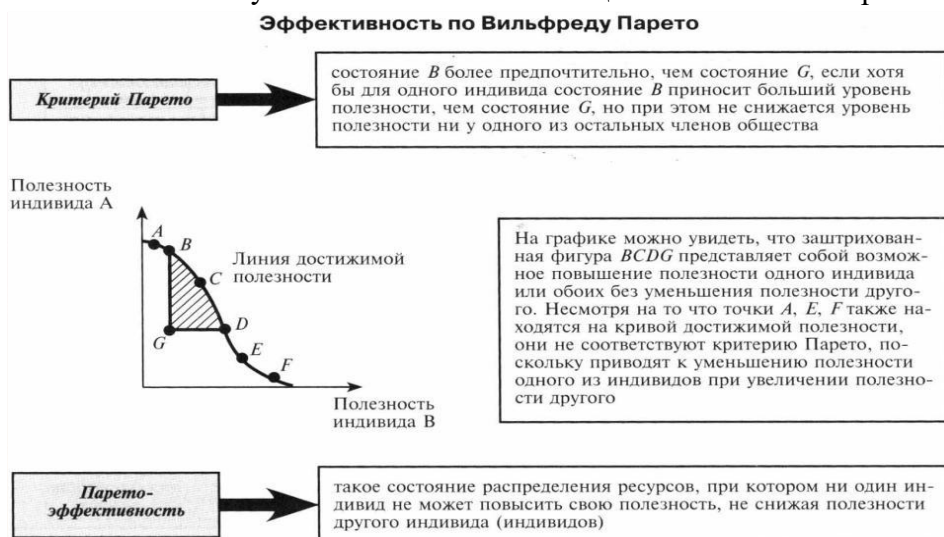 Эффективность по Вильфреду Парето
Критерий Парето
состояние B более предпочтительно, чем состояние G, если хотя
бы для одного индивида состояние B приносит больший уровень
полезности, чем состояние G, но при этом не снижается уровень
полезности ни у одного из остальных членов общества
Полезность
индивида А
A
B
Линия достижимой
полезности
C
G
D
E
F
Полезность
индивида В
На графике можно увидеть, что заштрихован-
ная фигура BCDG представляет собой возмож-
ное повышение полезности одного индивида
или обоих без уменьшения полезности друго-
го. Несмотря на то что точки A, E, F также на-
ходятся на кривой достижимой полезности,
они не соответствуют критерию Парето, по-
скольку приводят к уменьшению полезности
одного из индивидов при увеличении полезно-
сти другого
Парето-
эффективность
такое состояние распределения ресурсов, при котором ни один ин-
дивид не может повысить свою полезность, не снижая полезности
другого индивида (индивидов)